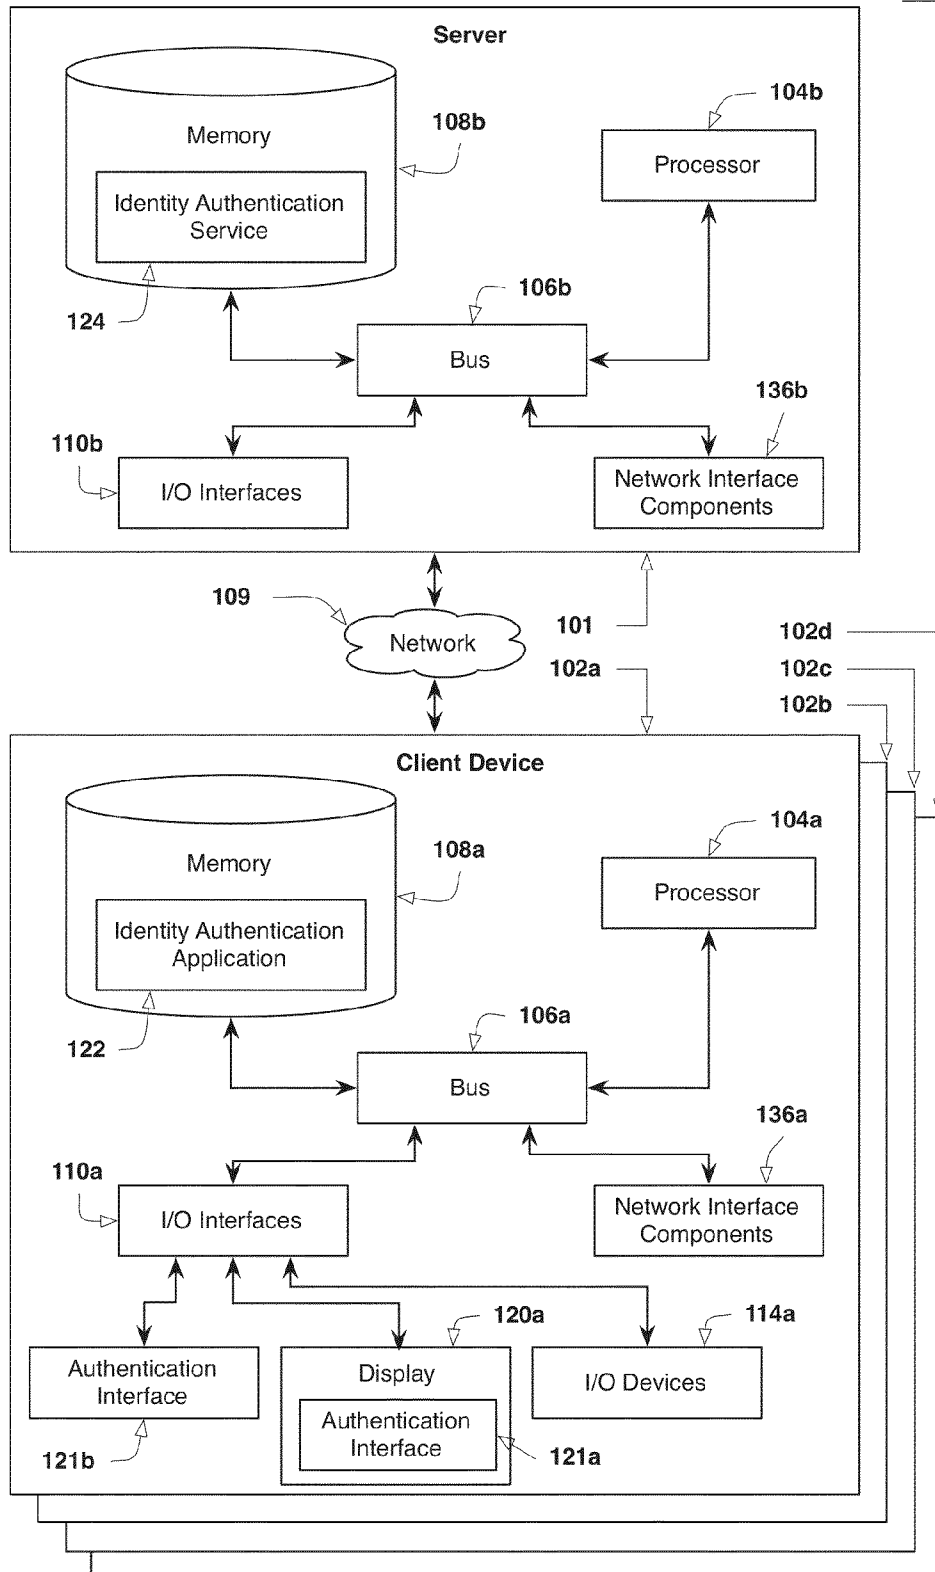 Server
104b
108b
Memory
Processor
Identity Authentication
Service
106b
124
Bus
136b
110b
I/O Interfaces
Network Interface
Components
109
101
102d
Network
102a
102c
102b
Client Device
104a
108a
Memory
Processor
Identity Authentication
Application
106a
122
Bus
136a
110a
I/O Interfaces
Network Interface
Components
120a
114a
Authentication
Interface
Display
I/O Devices
Authentication
Interface
121b
121a